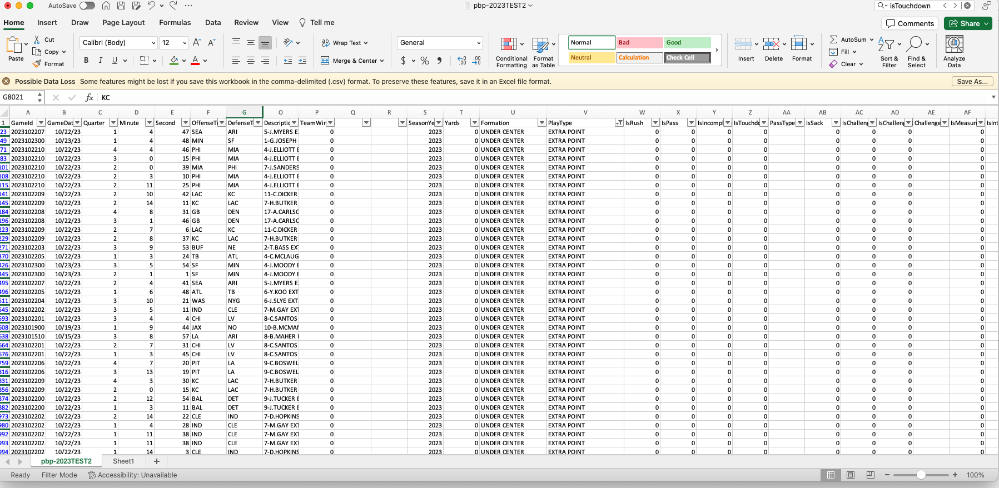 AutoSave
pbp-2023TEST2
isTouchdown
Home Insert Draw Page Layout Formulas Data Review View Tell me Comments Share
Paste Cut Copy Format
Calibri (Body) 12 A^ A˅
B I U A
Wrap Text
Merge & Center
General
$ % 9 .00 .00
Conditional Formatting Format as Table
Normal Bad Good
Neutral Calculation Check Cell
Insert Delete Format
AutoSum Fill Clear
Sort & Filter Find & Select Analyze Data
Possible Data Loss Some features might be lost if you save this workbook in the comma-delimited (.csv) format. To preserve these features, save it in an Excel file format. Save As...
G8021 fx KC
A B C D E F G O P Q R S T U V W X Y Z AA AB AC AD AE AF
1 GameId GameDat Quarter Minute Second OffenseT DefenseT Descriptic TeamWin SeasonYe Yards Formation PlayType IsRush IsPass IsIncompl IsTouchdo PassType IsSack IsChalleng IsChalleng Challenge IsMeasur IsInt
23 2023102207 10/22/23 1 4 47 SEA ARI 5-J.MYERS E 0 2023 0 UNDER CENTER EXTRA POINT 0 0 0 0 0 0 0 0
49 2023102300 10/23/23 1 4 48 MIN SF 1-G.JOSEPH 0 2023 0 UNDER CENTER EXTRA POINT 0 0 0 0 0 0 0 0
71 2023102210 10/22/23 4 4 46 PHI MIA 4-J.ELLIOTT E 0 2023 0 UNDER CENTER EXTRA POINT 0 0 0 0 0 0 0 0
83 2023102210 10/22/23 3 0 15 PHI MIA 4-J.ELLIOTT E 0 2023 0 UNDER CENTER EXTRA POINT 0 0 0 0 0 0 0 0
101 2023102210 10/22/23 2 0 39 MIA PHI 7-J.SANDERS 0 2023 0 UNDER CENTER EXTRA POINT 0 0 0 0 0 0 0 0
108 2023102210 10/22/23 2 3 10 PHI MIA 4-J.ELLIOTT E 0 2023 0 UNDER CENTER EXTRA POINT 0 0 0 0 0 0 0 0
115 2023102210 10/22/23 2 11 25 PHI MIA 4-J.ELLIOTT E 0 2023 0 UNDER CENTER EXTRA POINT 0 0 0 0 0 0 0 0
141 2023102209 10/22/23 2 10 42 LAC KC 11-C.DICKER 0 2023 0 UNDER CENTER EXTRA POINT 0 0 0 0 0 0 0 0
145 2023102209 10/22/23 2 14 11 KC LAC 7-H.BUTKER 0 2023 0 UNDER CENTER EXTRA POINT 0 0 0 0 0 0 0 0
184 2023102208 10/22/23 4 8 31 GB DEN 17-A.CARLSC 0 2023 0 UNDER CENTER EXTRA POINT 0 0 0 0 0 0 0 0
196 2023102208 10/22/23 3 1 46 GB DEN 17-A.CARLSC 0 2023 0 UNDER CENTER EXTRA POINT 0 0 0 0 0 0 0 0
223 2023102209 10/22/23 2 7 6 LAC KC 11-C.DICKER 0 2023 0 UNDER CENTER EXTRA POINT 0 0 0 0 0 0 0 0
229 2023102209 10/22/23 2 8 37 KC LAC 7-H.BUTKER 0 2023 0 UNDER CENTER EXTRA POINT 0 0 0 0 0 0 0 0
271 2023102203 10/22/23 3 9 53 BUF NE 2-T.BASS EX 0 2023 0 UNDER CENTER EXTRA POINT 0 0 0 0 0 0 0 0
370 2023102205 10/22/23 1 3 24 TB ATL 4-C.MCLAUG 0 2023 0 UNDER CENTER EXTRA POINT 0 0 0 0 0 0 0 0
426 2023102300 10/23/23 3 5 54 SF MIN 4-J.MOODY E 0 2023 0 UNDER CENTER EXTRA POINT 0 0 0 0 0 0 0 0
445 2023102300 10/23/23 2 1 1 SF MIN 4-J.MOODY E 0 2023 0 UNDER CENTER EXTRA POINT 0 0 0 0 0 0 0 0
495 2023102207 10/22/23 2 4 41 SEA ARI 5-J.MYERS E 0 2023 0 UNDER CENTER EXTRA POINT 0 0 0 0 0 0 0 0
496 2023102205 10/22/23 1 6 48 ATL TB 6-Y.KOO EXT 0 2023 0 UNDER CENTER EXTRA POINT 0 0 0 0 0 0 0 0
511 2023102204 10/22/23 3 10 21 WAS NYG 6-J.SLYE EXT 0 2023 0 UNDER CENTER EXTRA POINT 0 0 0 0 0 0 0 0
545 2023102202 10/22/23 3 5 11 IND CLE 7-M.GAY EXT 0 2023 0 UNDER CENTER EXTRA POINT 0 0 0 0 0 0 0 0
593 2023102201 10/22/23 3 4 4 CHI LV 8-C.SANTOS 0 2023 0 UNDER CENTER EXTRA POINT 0 0 0 0 0 0 0 0
608 2023101900 10/19/23 1 9 44 JAX NO 10-B.MCMA 0 2023 0 UNDER CENTER EXTRA POINT 0 0 0 0 0 0 0 0
638 2023101510 10/15/23 3 8 57 LA ARI 8-B.MAHER 0 2023 0 UNDER CENTER EXTRA POINT 0 0 0 0 0 0 0 0
664 2023102201 10/22/23 2 7 31 CHI LV 8-C.SANTOS 0 2023 0 UNDER CENTER EXTRA POINT 0 0 0 0 0 0 0 0
676 2023102201 10/22/23 1 3 45 CHI LV 8-C.SANTOS 0 2023 0 UNDER CENTER EXTRA POINT 0 0 0 0 0 0 0 0
759 2023102206 10/22/23 4 7 20 PIT LA 9-C.BOSWEL 0 2023 0 UNDER CENTER EXTRA POINT 0 0 0 0 0 0 0 0
816 2023102206 10/22/23 3 13 19 PIT LA 9-C.BOSWEL 0 2023 0 UNDER CENTER EXTRA POINT 0 0 0 0 0 0 0 0
831 2023102209 10/22/23 4 3 30 KC LAC 7-H.BUTKER 0 2023 0 UNDER CENTER EXTRA POINT 0 0 0 0 0 0 0 0
856 2023102209 10/22/23 2 0 15 KC LAC 7-H.BUTKER 0 2023 0 UNDER CENTER EXTRA POINT 0 0 0 0 0 0 0 0
874 2023102200 10/22/23 2 12 54 BAL DET 9-J.TUCKER E 0 2023 0 UNDER CENTER EXTRA POINT 0 0 0 0 0 0 0 0
882 2023102200 10/22/23 1 3 11 BAL DET 9-J.TUCKER E 0 2023 0 UNDER CENTER EXTRA POINT 0 0 0 0 0 0 0 0
973 2023102202 10/22/23 2 14 22 CLE IND 7-D.HOPKINS 0 2023 0 UNDER CENTER EXTRA POINT 0 0 0 0 0 0 0 0
980 2023102202 10/22/23 1 4 28 IND CLE 7-M.GAY EXT 0 2023 0 UNDER CENTER EXTRA POINT 0 0 0 0 0 0 0 0
992 2023102202 10/22/23 1 11 38 IND CLE 7-M.GAY EXT 0 2023 0 UNDER CENTER EXTRA POINT 0 0 0 0 0 0 0 0
993 2023102202 10/22/23 1 11 38 IND CLE 7-M.GAY EXT 0 2023 0 UNDER CENTER EXTRA POINT 0 0 0 0 0 0 0 0
994 2023102202 10/22/23 1 14 3 CLE IND 7-D.HOPKINS 0 2023 0 UNDER CENTER EXTRA POINT 0 0 0 0 0 0 0 0
pbp-2023TEST2 Sheet1 +
Ready Filter Mode Accessibility: Unavailable 100%